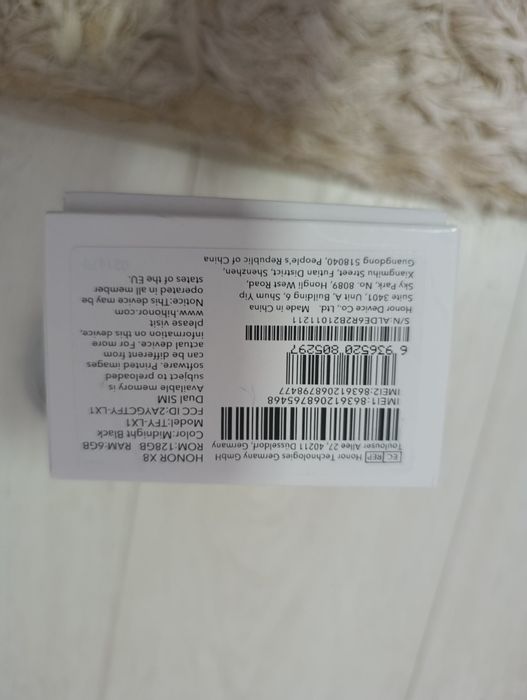 EC REP Honor Technologies Germany GmbH
Toulouser Allee 27, 40211 Düsseldorf, Germany
IMEI1:863612068765468
IMEI2:863612068798477
6 936520 805297
S/N:ALDE6R2B21011211
Honor Device Co., Ltd. Made in China
Suite 3401, Unit A, Building 6, Shum Yip
Sky Park, No. 8089, Hongli West Road,
Xiangmihu Street, Futian District, Shenzhen,
Guangdong 518040, People's Republic of China
HONOR X8
ROM:128GB RAM:6GB
Color:Midnight Black
Model:TFY-LX1
FCC-ID:2AYGCTFY-LX1
Dual SIM
Available memory is
subject to preloaded
software. Printed images
can be different from
actual device. For more
information on this device,
please visit
www.hihonor.com
Notice:This device may be
operated in all member
states of the EU.